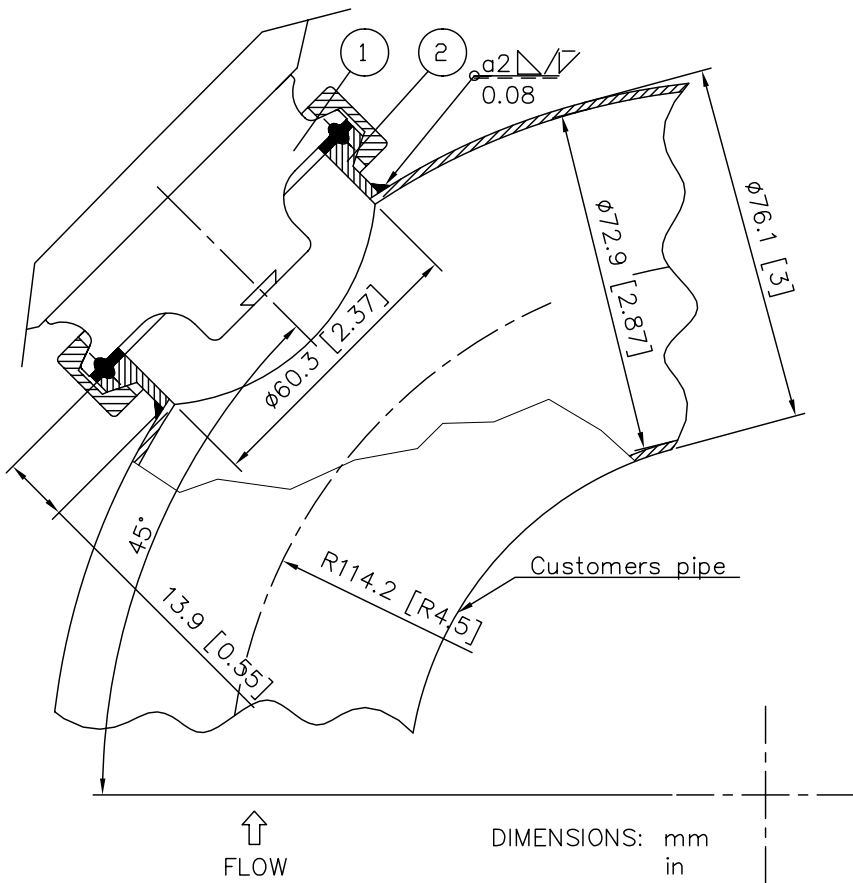 1
2
a2
0.08
ø76.1 [3]
ø72.9 [2.87]
ø60.3 [2.37]
45°
13.9 [0.55]
R114.2 [R4.5]
Customers pipe
FLOW
DIMENSIONS: mm
in